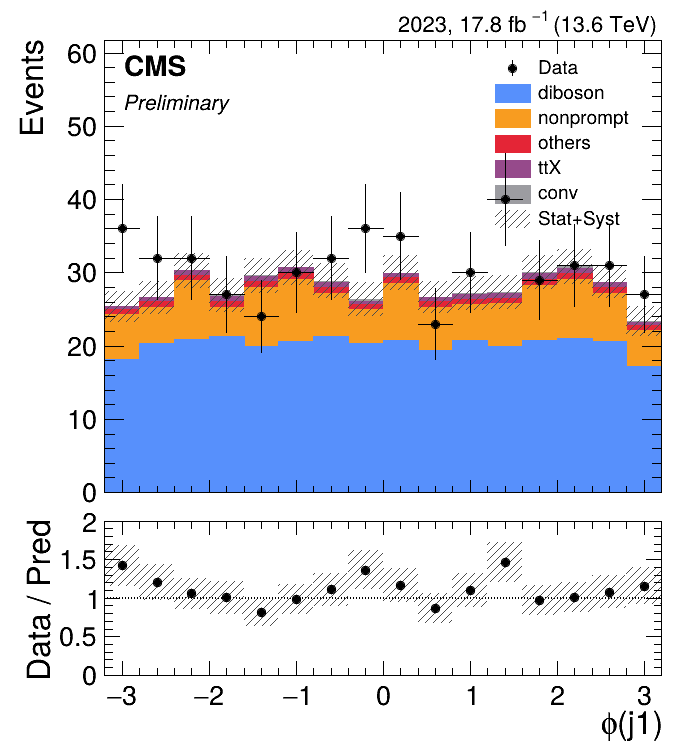 2023, 17.8 fb⁻¹ (13.6 TeV)
CMS
Preliminary
Data
diboson
nonprompt
others
ttX
conv
Stat+Syst
Events
60
50
40
30
20
10
0
Data / Pred
2
1.5
1
0.5
0
−3 −2 −1 0 1 2 3
ϕ(j1)